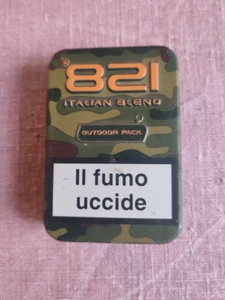 821
ITALIAN BLEND
OUTDOOR PACK
Il fumo
uccide